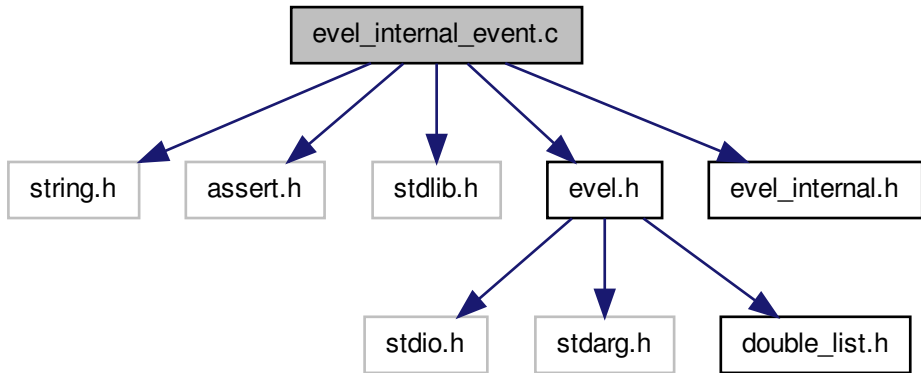 evel_internal_event.c
string.h
assert.h
stdlib.h
evel.h
evel_internal.h
stdio.h
stdarg.h
double_list.h